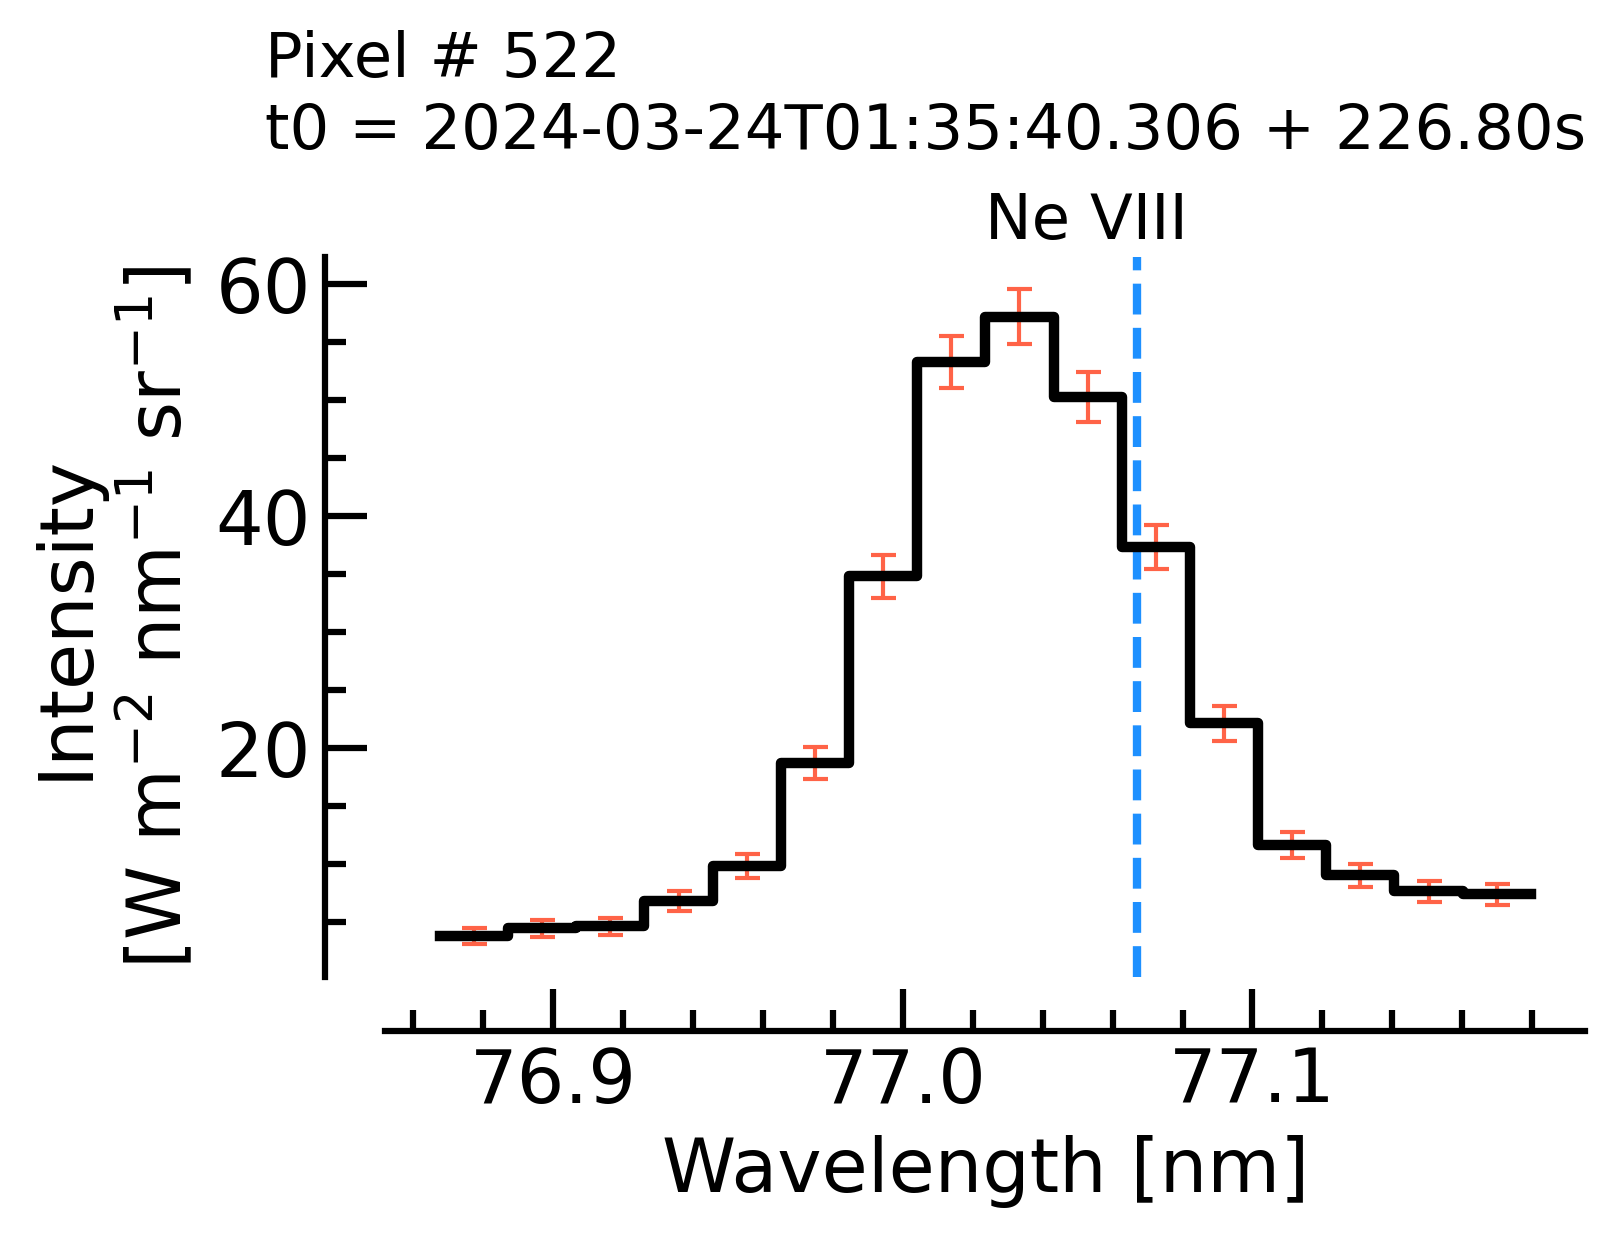 Pixel # 522
t0 = 2024-03-24T01:35:40.306 + 226.80s
Ne VIII
Intensity
[W m⁻² nm⁻¹ sr⁻¹]
60
40
20
76.9 77.0 77.1
Wavelength [nm]